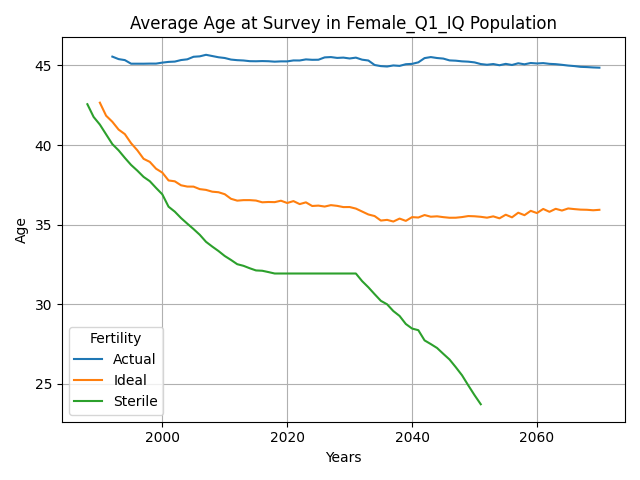 Average Age at Survey in Female_Q1_IQ Population
Age
45
40
35
30
25
Fertility
Actual
Ideal
Sterile
2000
2020
2040
2060
Years